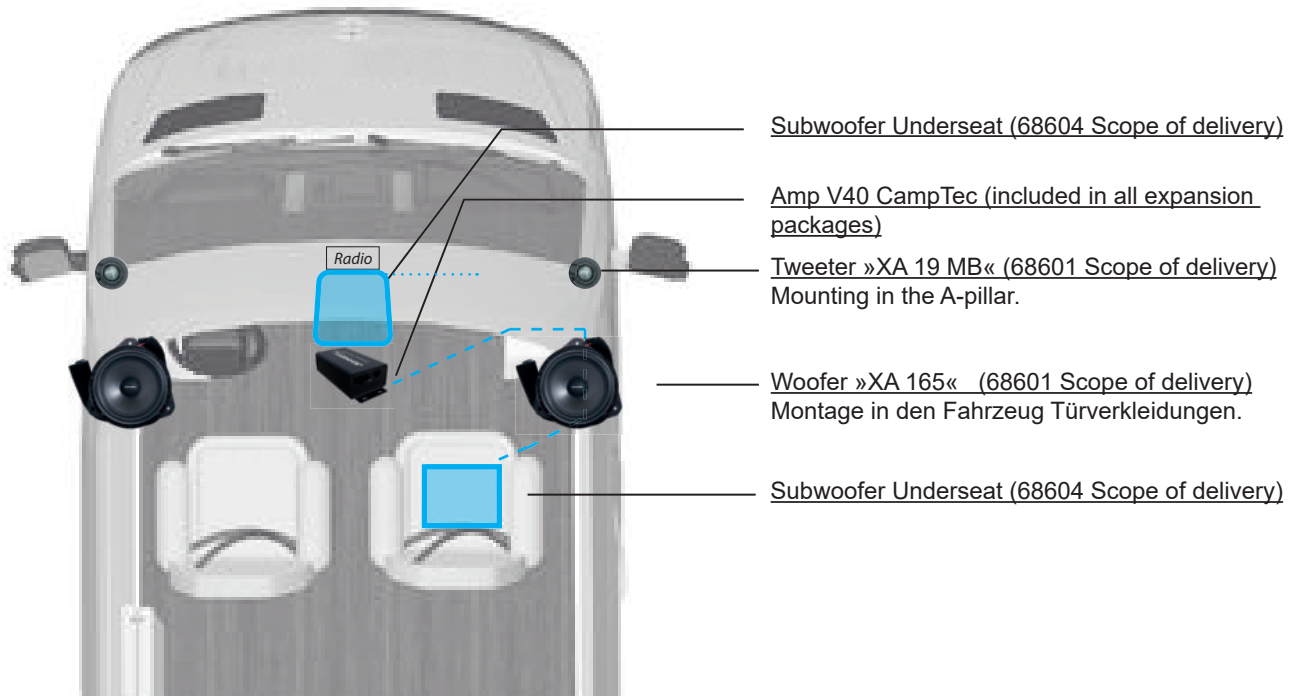 Subwoofer Underseat (68604 Scope of delivery)
Amp V40 CampTec (included in all expansion
packages)
Radio
Tweeter »XA 19 MB« (68601 Scope of delivery)
Mounting in the A-pillar.
Woofer »XA 165« (68601 Scope of delivery)
Montage in den Fahrzeug Türverkleidungen.
Subwoofer Underseat (68604 Scope of delivery)